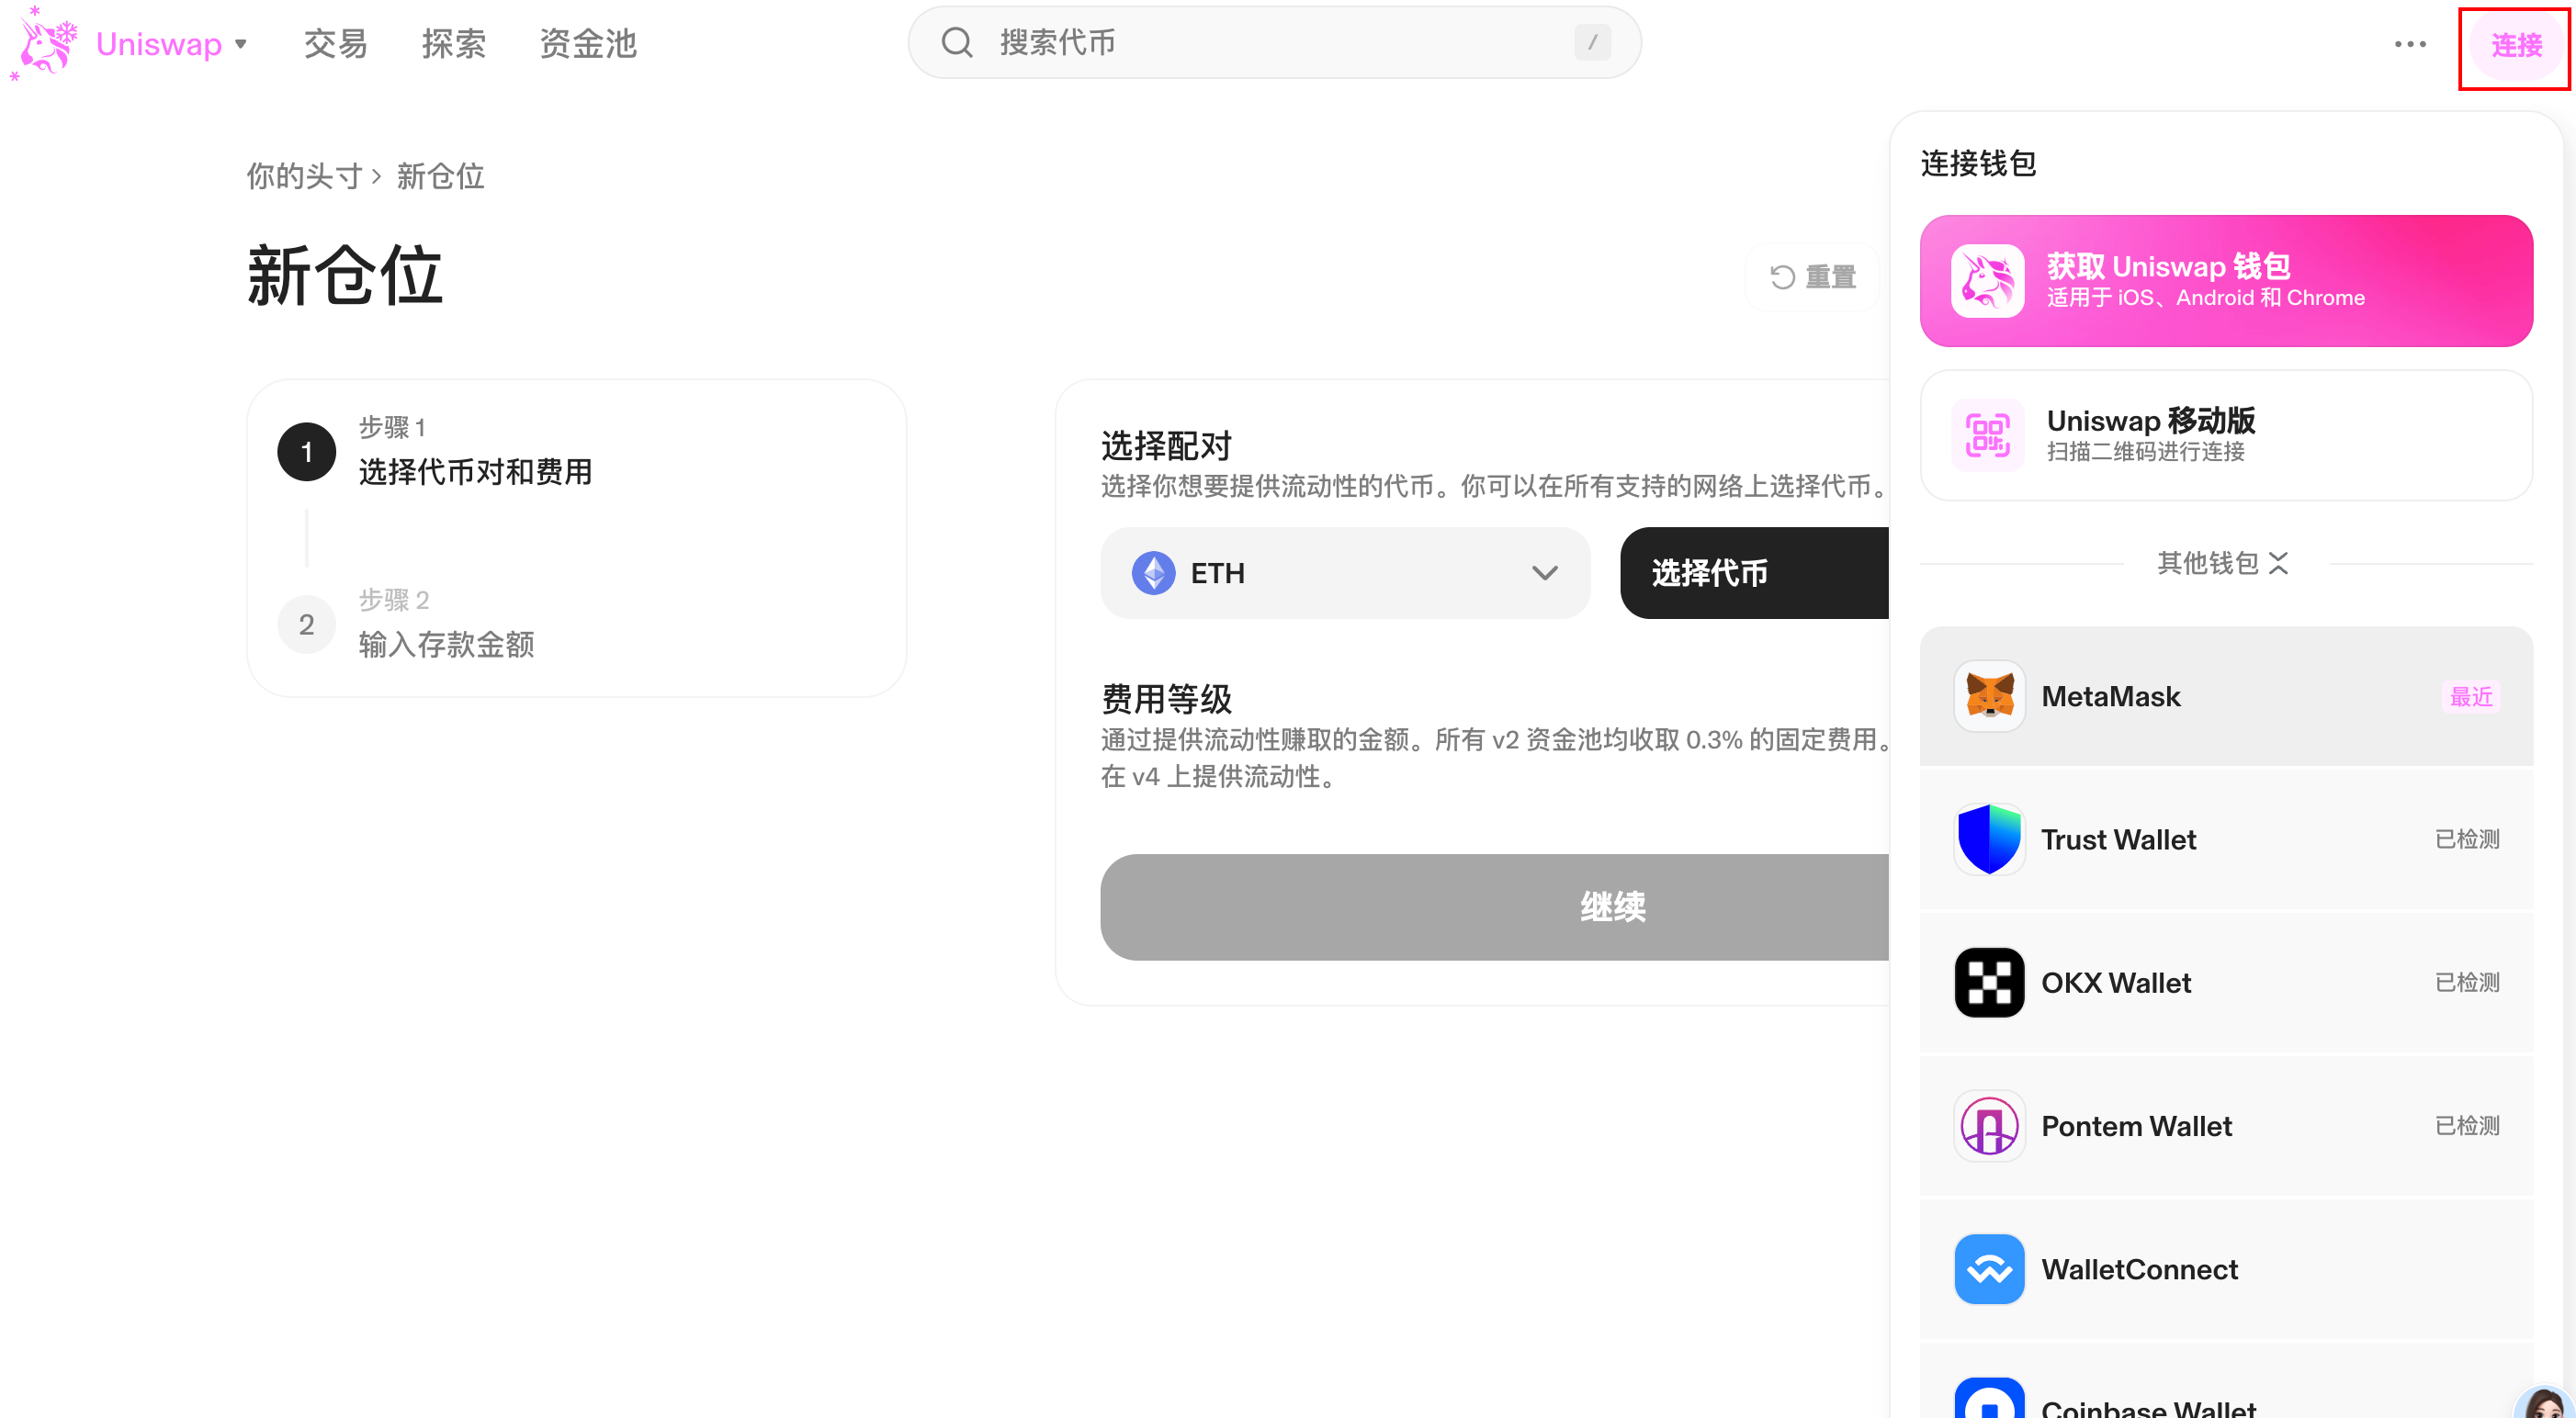 Uniswap
交易
探索
资金池
搜索代币
/
连接
你的头寸
新仓位
新仓位
重置
1
步骤 1
选择代币对和费用
2
步骤 2
输入存款金额
选择配对
选择你想要提供流动性的代币。你可以在所有支持的网络上选择代币。
ETH
选择代币
费用等级
通过提供流动性赚取的金额。所有 v2 资金池均收取 0.3% 的固定费用。
在 v4 上提供流动性。
继续
连接钱包
获取 Uniswap 钱包
适用于 iOS、Android 和 Chrome
Uniswap 移动版
扫描二维码进行连接
其他钱包
MetaMask
最近
Trust Wallet
已检测
OKX Wallet
已检测
Pontem Wallet
已检测
WalletConnect
Coinbase Wallet